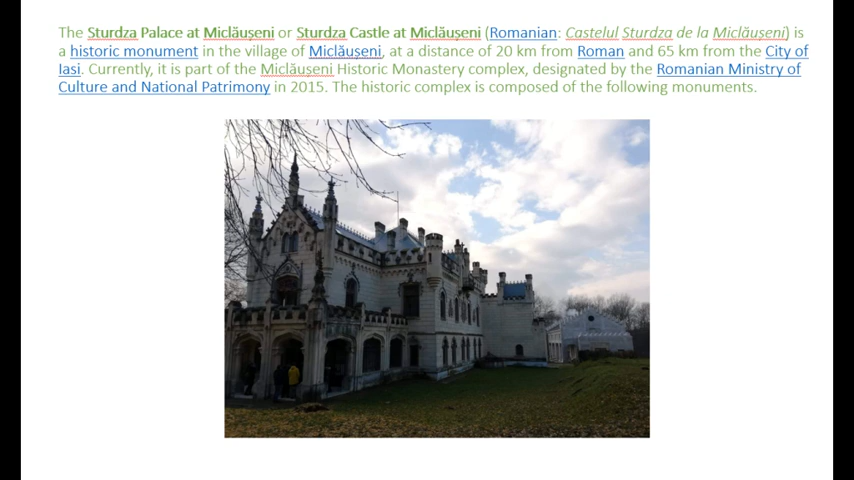 The Sturdza Palace at Miclăușeni or Sturdza Castle at Miclăușeni (Romanian: Castelul Sturdza de la Miclăușeni) is
a historic monument in the village of Miclăușeni, at a distance of 20 km from Roman and 65 km from the City of
Iasi. Currently, it is part of the Miclăușeni Historic Monastery complex, designated by the Romanian Ministry of
Culture and National Patrimony in 2015. The historic complex is composed of the following monuments.